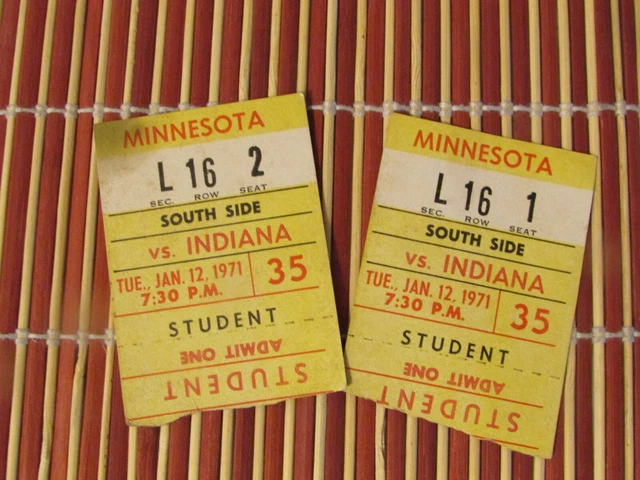 MINNESOTA
L 16 2
SEC. ROW SEAT
SOUTH SIDE
vs. INDIANA
TUE., JAN. 12, 1971
7:30 P.M.
35
STUDENT
ADMIT ONE
STUDENT
MINNESOTA
L 16 1
SEC. ROW SEAT
SOUTH SIDE
vs. INDIANA
TUE., JAN. 12, 1971
7:30 P.M.
35
STUDENT
ADMIT ONE
STUDENT